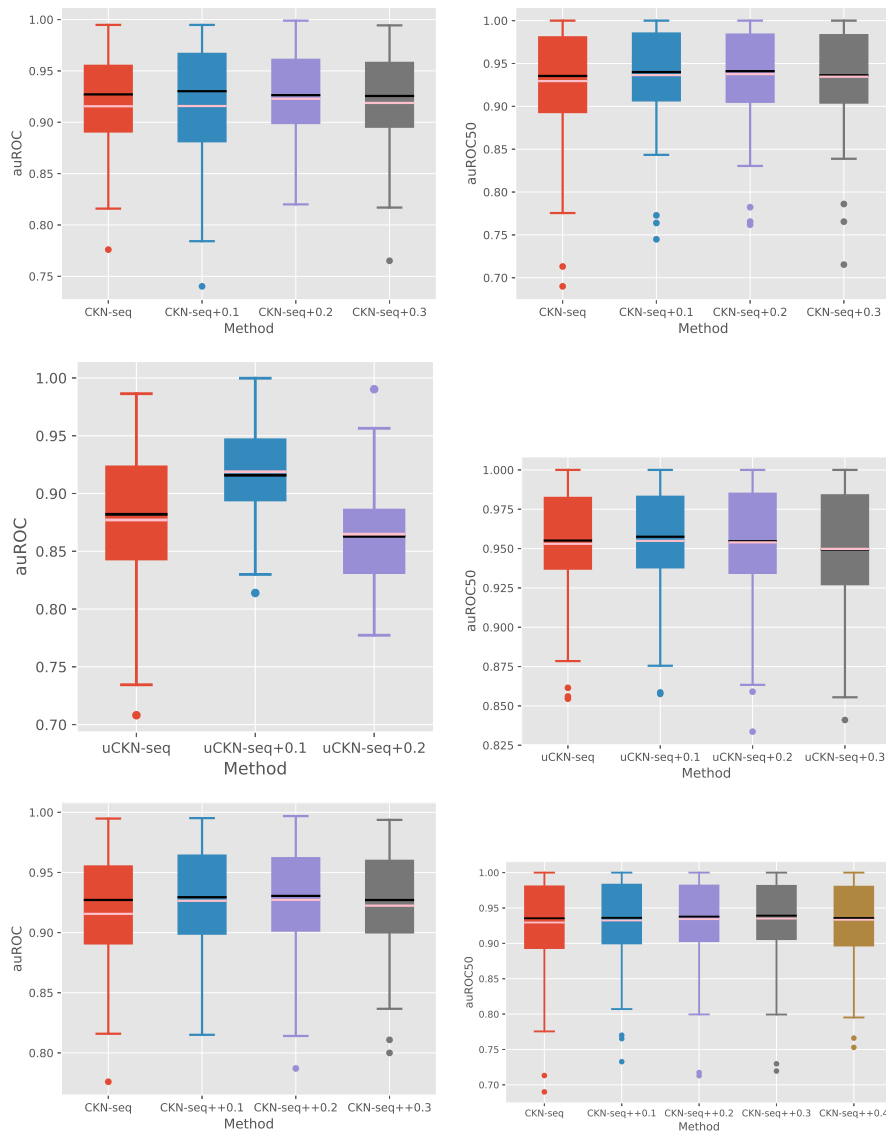 1.00
0.95
0.90
0.85
0.80
0.75
auROC
CKN-seq CKN-seq+0.1 CKN-seq+0.2 CKN-seq+0.3
Method
1.00
0.95
0.90
0.85
0.80
0.75
0.70
auROC50
CKN-seq CKN-seq+0.1 CKN-seq+0.2 CKN-seq+0.3
Method
1.00
0.95
0.90
0.85
0.80
0.75
0.70
auROC
uCKN-seq uCKN-seq+0.1 uCKN-seq+0.2
Method
1.000
0.975
0.950
0.925
0.900
0.875
0.850
0.825
auROC50
uCKN-seq uCKN-seq+0.1 uCKN-seq+0.2 uCKN-seq+0.3
Method
1.00
0.95
0.90
0.85
0.80
auROC
CKN-seq CKN-seq++0.1 CKN-seq++0.2 CKN-seq++0.3
Method
1.00
0.95
0.90
0.85
0.80
0.75
0.70
auROC50
CKN-seq CKN-seq++0.1 CKN-seq++0.2 CKN-seq++0.3 CKN-seq++0.4
Method